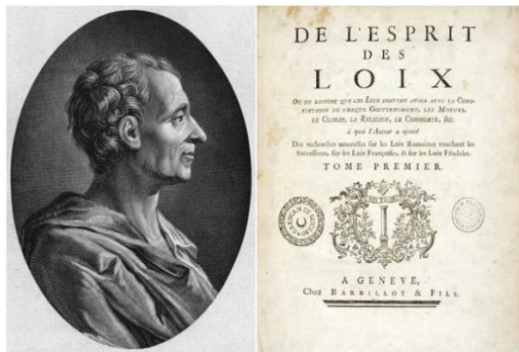 DE L'ESPRIT
DES
LOIX
OU DU RAPPORT QUE LES LOIX DOIVENT AVOIR AVEC LA CONS-
TITUTION DE CHAQUE GOUVERNEMENT, LES MOEURS,
LE CLIMAT, LA RELIGION, LE COMMERCE, &c.
à quoi l'Auteur a ajouté
Des recherches nouvelles sur les Loix Romaines touchant les
Successions, sur les Loix Françoises, & sur les Loix Féodales.
TOME PREMIER.
A GENEVE,
Chez BARRILLOT & FILS.